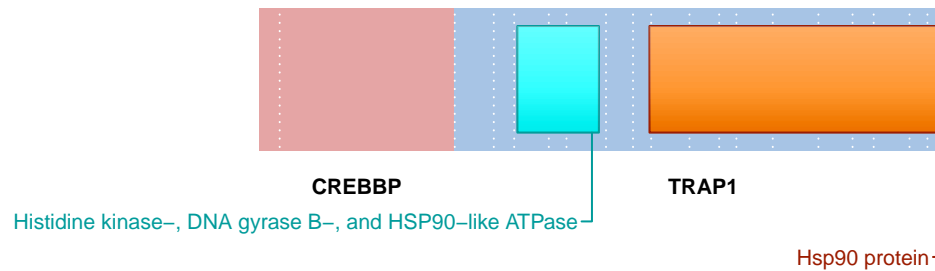 CREBBP
TRAP1
Histidine kinase−, DNA gyrase B−, and HSP90−like ATPase
Hsp90 protein